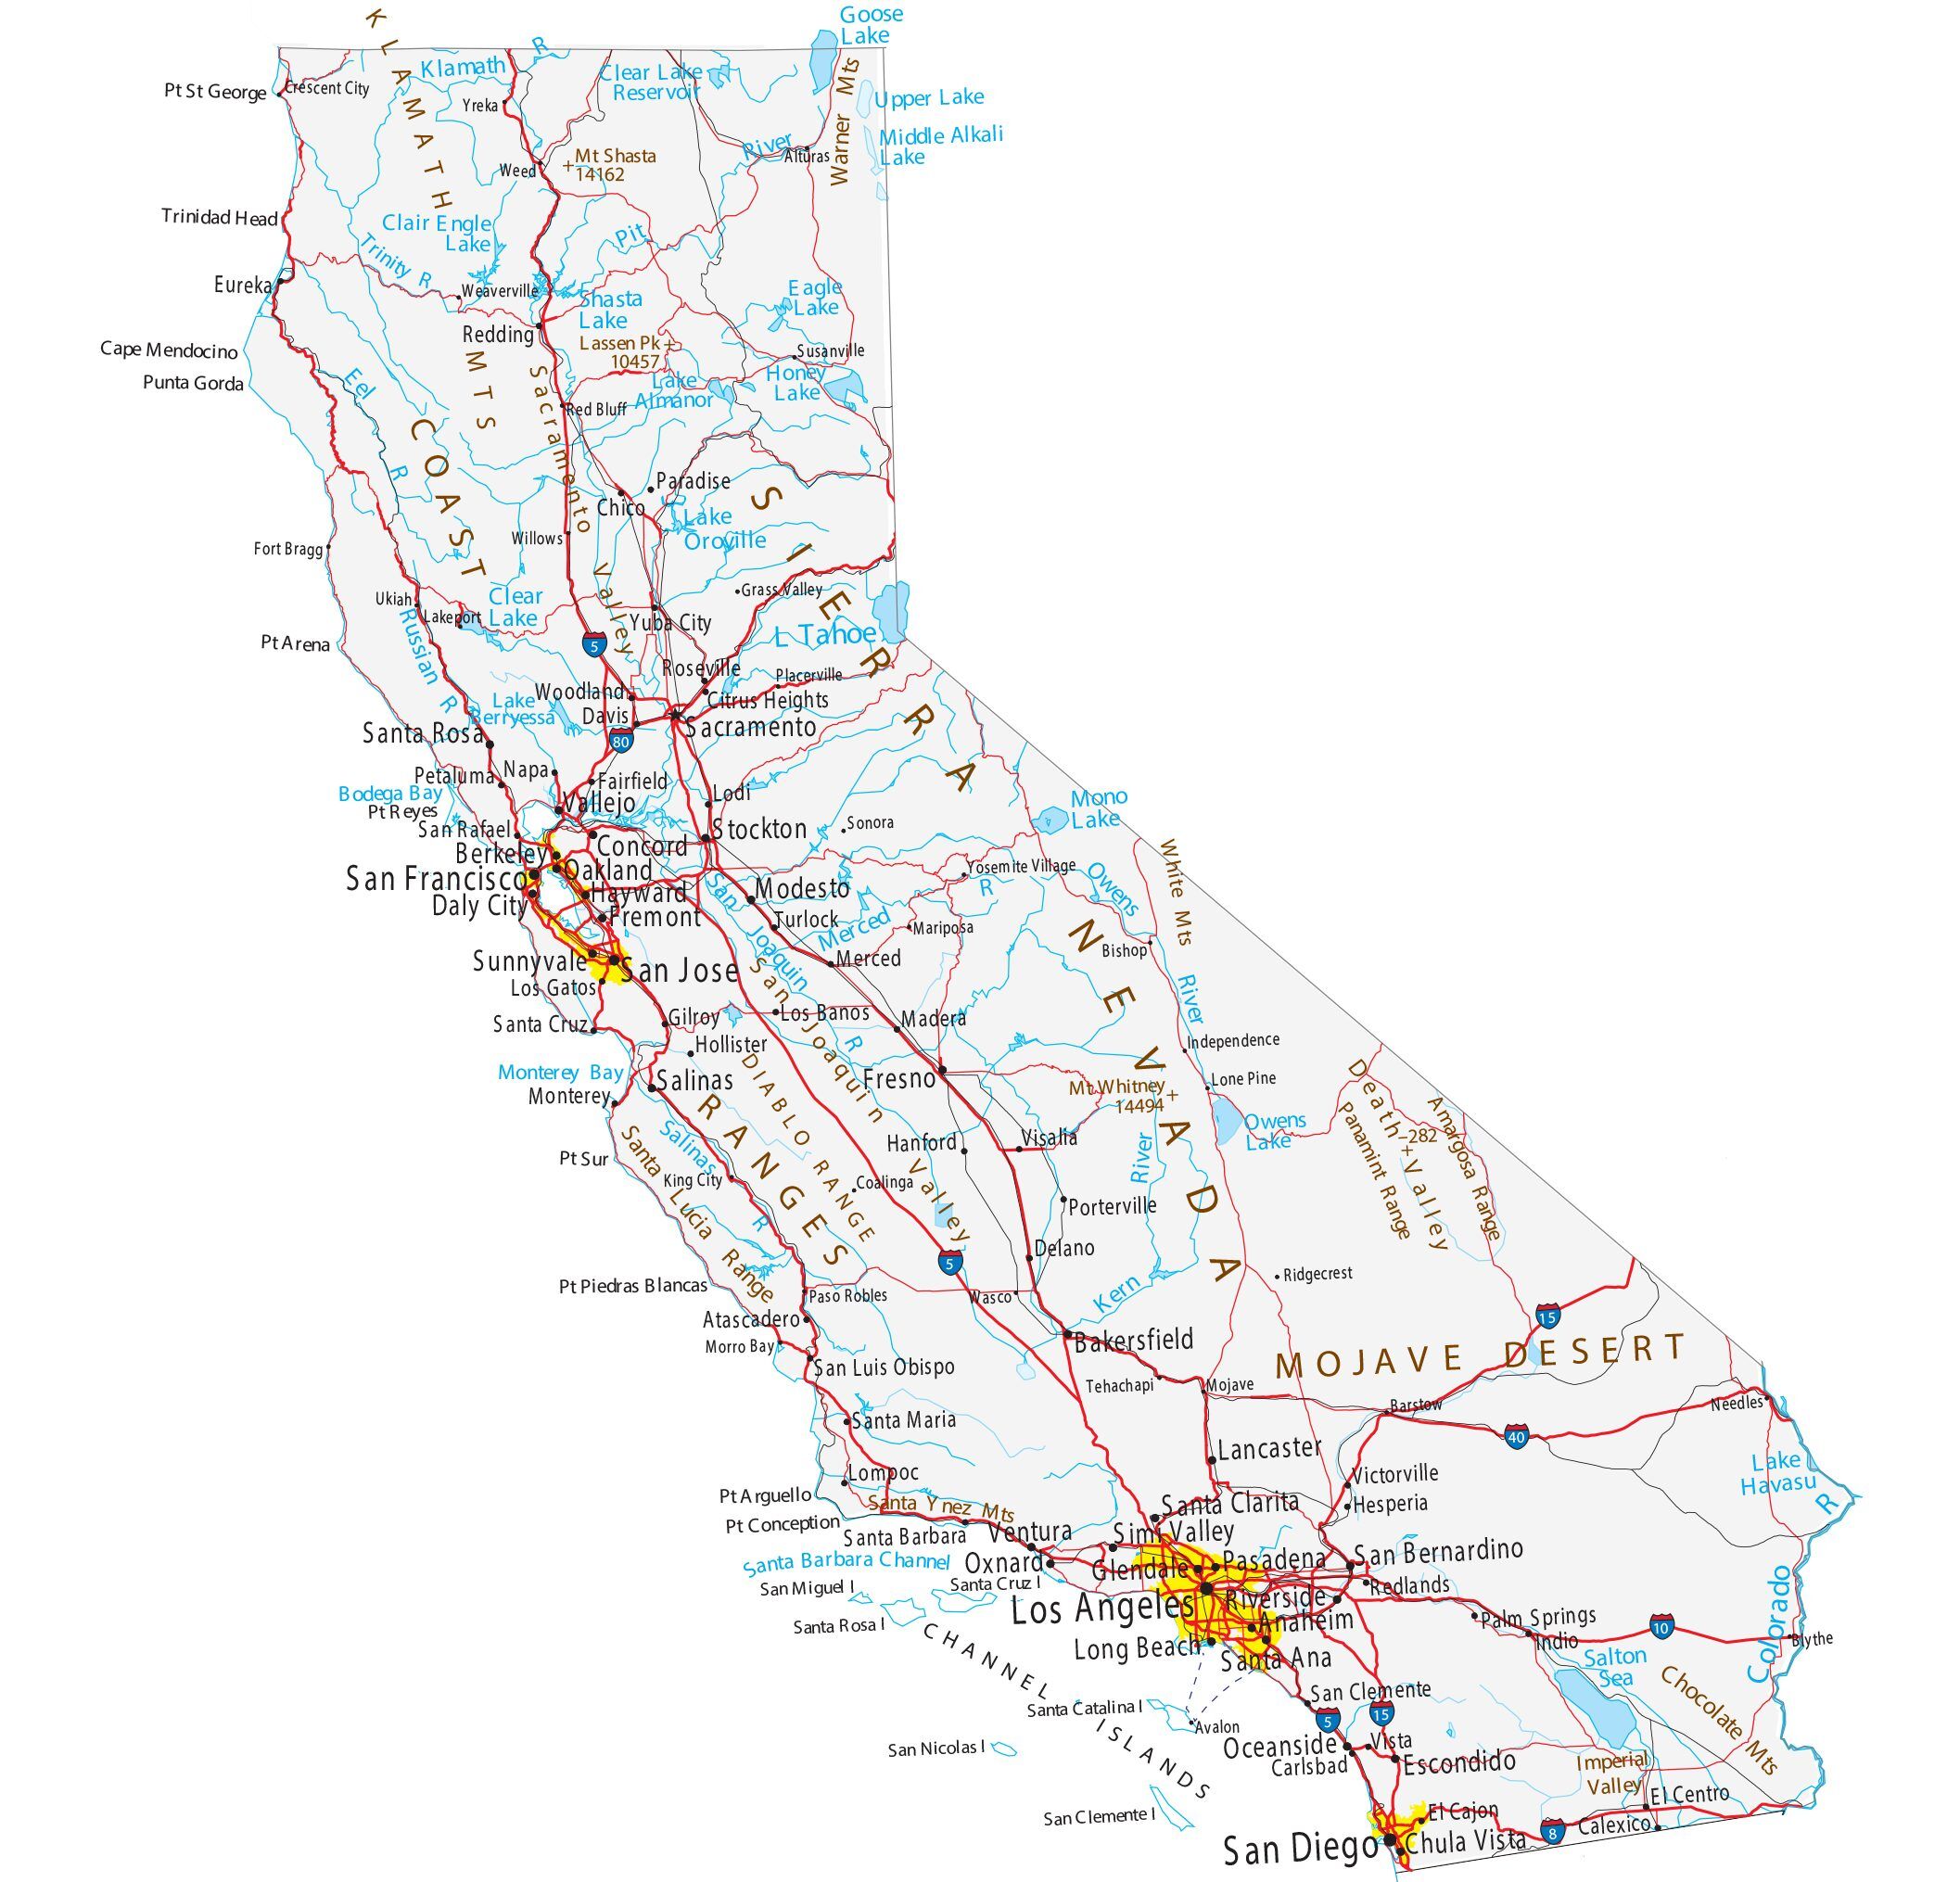 Goose
Lake
KLAMATH MTS
Klamath R
Clear Lake
Reservoir
Warner Mts
Upper Lake
Middle Alkali
Lake
Pt St George
Crescent City
Yreka
Weed
Mt Shasta
14162
River
Alturas
Trinidad Head
Clair Engle
Lake
Pit
Trinity R
Eureka
Weaverville
Shasta
Lake
Eagle
Lake
Redding
Lassen Pk
10457
Susanville
Cape Mendocino
Punta Gorda
Honey
Lake
Lake
Almanor
Red Bluff
Eel R
Sacramento Valley
COAST RANGES
Paradise
Chico
Lake
Oroville
Willows
SIERRA NEVADA
Fort Bragg
Grass Valley
Ukiah
Lakeport
Clear
Lake
Yuba City
L Tahoe
Pt Arena
Russian R
5
Roseville
Placerville
Woodland
Citrus Heights
Lake
Berryessa
Davis
Sacramento
80
Santa Rosa
Petaluma
Napa
Fairfield
Bodega Bay
Pt Reyes
Vallejo
Lodi
Mono
Lake
San Rafael
Stockton
Sonora
Berkeley
Concord
San Francisco
Oakland
Yosemite Village
White Mts
Owens River
Daly City
Hayward
Modesto
Fremont
Turlock
Merced R
Mariposa
Bishop
San Joaquin R
San Joaquin Valley
Sunnyvale
San Jose
Merced
Los Gatos
Santa Cruz
Gilroy
Los Banos
Madera
Hollister
Independence
Monterey Bay
Salinas
Fresno
Monterey
DIABLO RANGE
Mt Whitney
14494
Lone Pine
Death Valley
-282
Panamint Range
Amargosa Range
Owens
Lake
Pt Sur
Santa Lucia Range
Salinas R
King City
Hanford
Visalia
Coalinga
River
Porterville
Delano
5
Kern
Ridgecrest
Pt Piedras Blancas
Paso Robles
Wasco
15
Atascadero
Morro Bay
Bakersfield
MOJAVE DESERT
San Luis Obispo
Tehachapi
Mojave
Barstow
Needles
40
Santa Maria
Lancaster
Lompoc
Victorville
Lake
Havasu
Pt Arguello
Santa Ynez Mts
Santa Clarita
Hesperia
Pt Conception
Santa Barbara
Ventura
Simi Valley
Santa Barbara Channel
Oxnard
Glendale
Pasadena
San Bernardino
San Miguel I
Santa Cruz I
Redlands
Los Angeles
Riverside
Santa Rosa I
Anaheim
Palm Springs
Colorado R
10
Long Beach
Santa Ana
Indio
Blythe
CHANNEL ISLANDS
Salton
Sea
Chocolate Mts
Santa Catalina I
San Clemente
Avalon
5
15
San Nicolas I
Oceanside
Vista
Carlsbad
Escondido
Imperial
Valley
San Clemente I
El Cajon
El Centro
San Diego
Chula Vista
8
Calexico